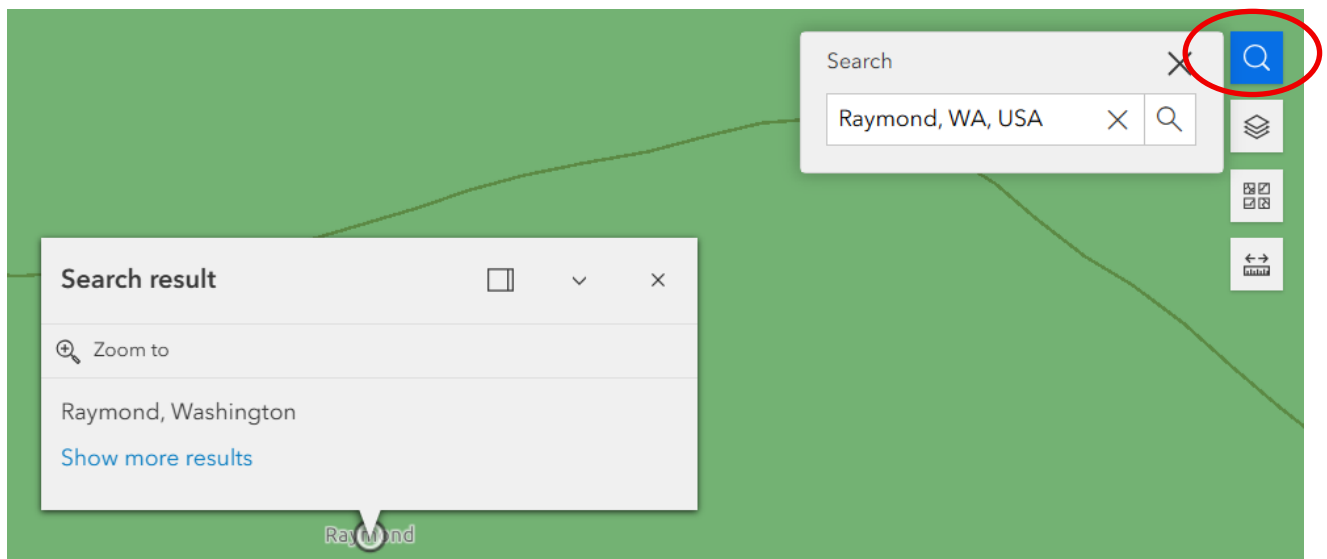 Search
Raymond, WA, USA
Search result
Zoom to
Raymond, Washington
Show more results
Raymond